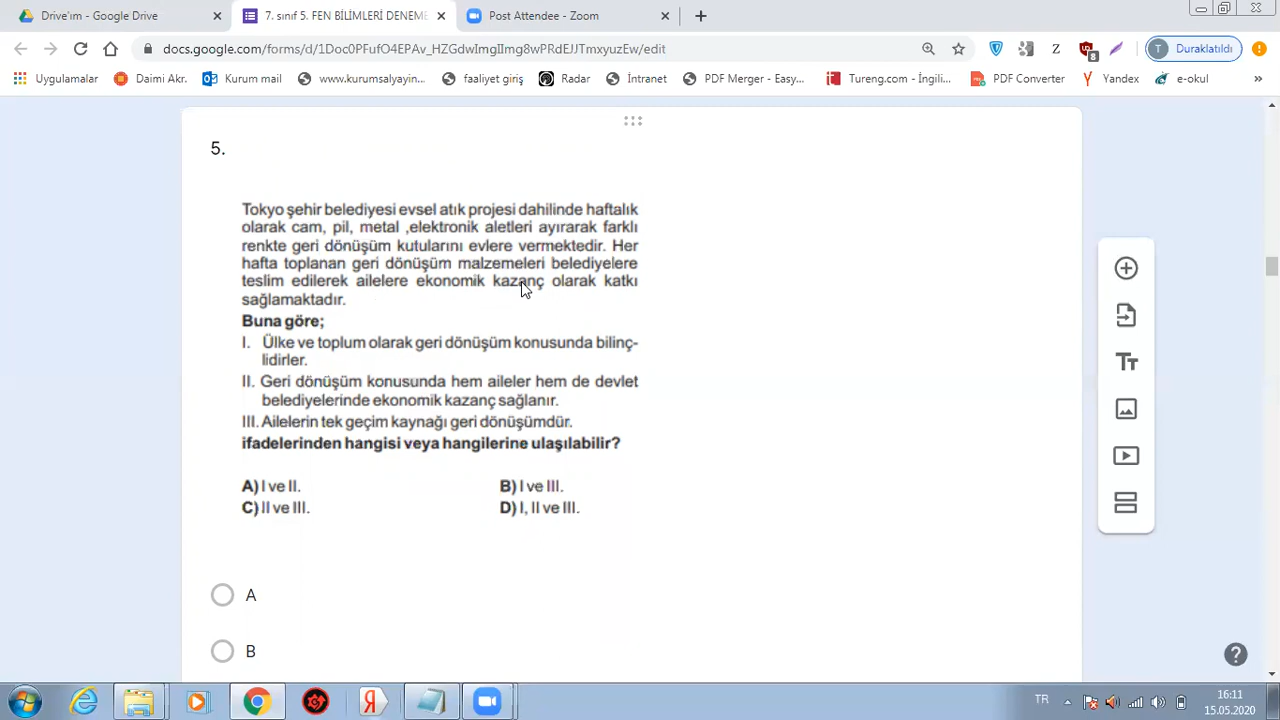 Drive'ım - Google Drive
7. sınıf 5. FEN BİLİMLERİ DENEME
Post Attendee - Zoom
docs.google.com/forms/d/1Doc0PFufO4EPAv_HZGdwImgIImg8wPRdEJJTmxyuzEw/edit
Z
8
T Duraklatıldı
Uygulamalar
Daimi Akr.
Kurum mail
www.kurumsalyayin...
faaliyet giriş
Radar
İntranet
PDF Merger - Easy...
Tureng.com - İngili...
PDF Converter
Yandex
e-okul
»
5.
Tokyo şehir belediyesi evsel atık projesi dahilinde haftalık
olarak cam, pil, metal ,elektronik aletleri ayırarak farklı
renkte geri dönüşüm kutularını evlere vermektedir. Her
hafta toplanan geri dönüşüm malzemeleri belediyelere
teslim edilerek ailelere ekonomik kazanç olarak katkı
sağlamaktadır.
Buna göre;
I. Ülke ve toplum olarak geri dönüşüm konusunda bilinç-
lidirler.
II. Geri dönüşüm konusunda hem aileler hem de devlet
belediyelerinde ekonomik kazanç sağlanır.
III. Ailelerin tek geçim kaynağı geri dönüşümdür.
ifadelerinden hangisi veya hangilerine ulaşılabilir?
A) I ve II. B) I ve III.
C) II ve III. D) I, II ve III.
A
B
TR
16:11
15.05.2020